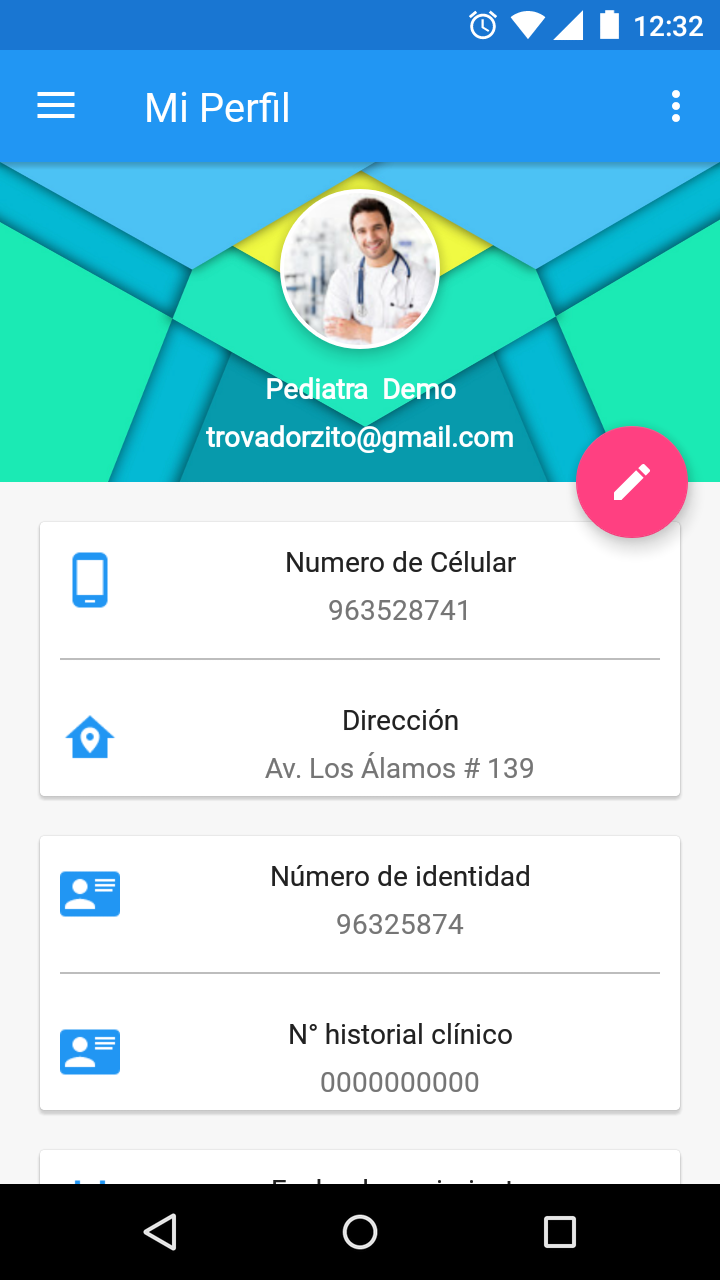 12:32
Mi Perfil
Pediatra  Demo
trovadorzito@gmail.com
Numero de Célular
963528741
Dirección
Av. Los Álamos # 139
Número de identidad
96325874
N° historial clínico
0000000000